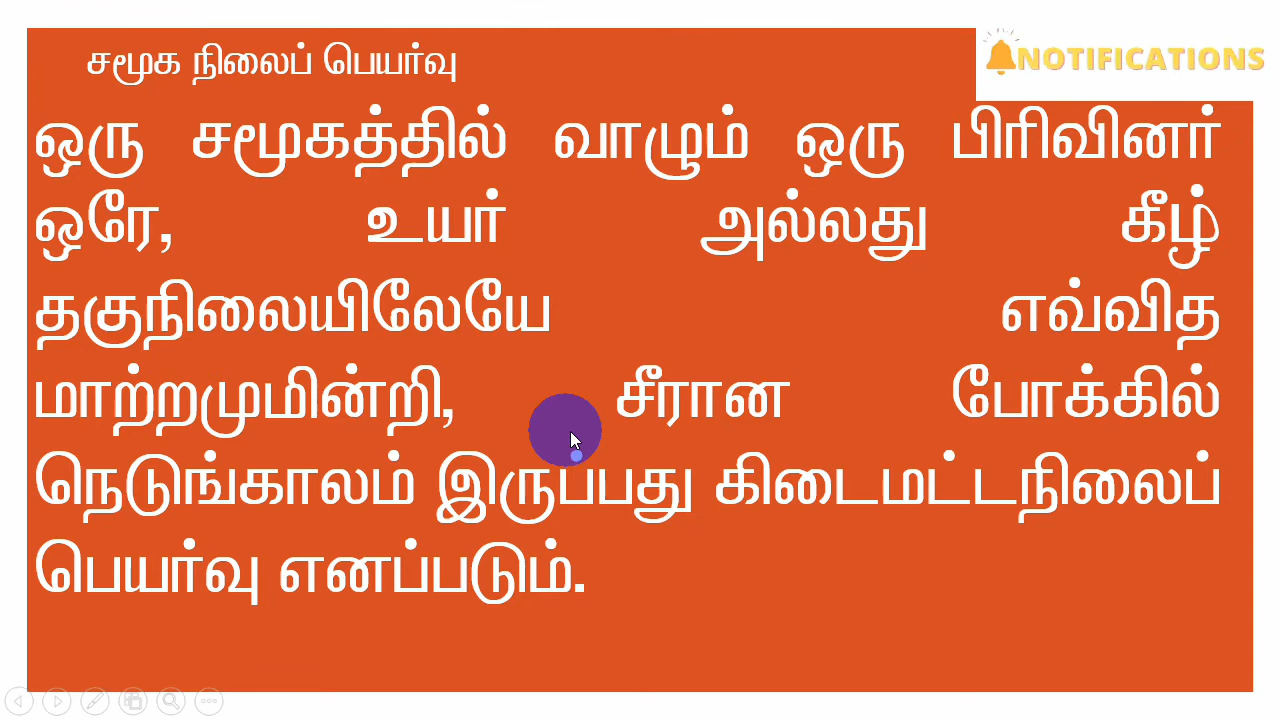 சமூக நிலைப் பெயர்வு
NOTIFICATIONS
ஒரு சமூகத்தில் வாழும் ஒரு பிரிவினர்
ஒரே, உயர் அல்லது கீழ்
தகுநிலையிலேயே எவ்வித
மாற்றமுமின்றி, சீரான போக்கில்
நெடுங்காலம் இருப்பது கிடைமட்டநிலைப்
பெயர்வு எனப்படும்.